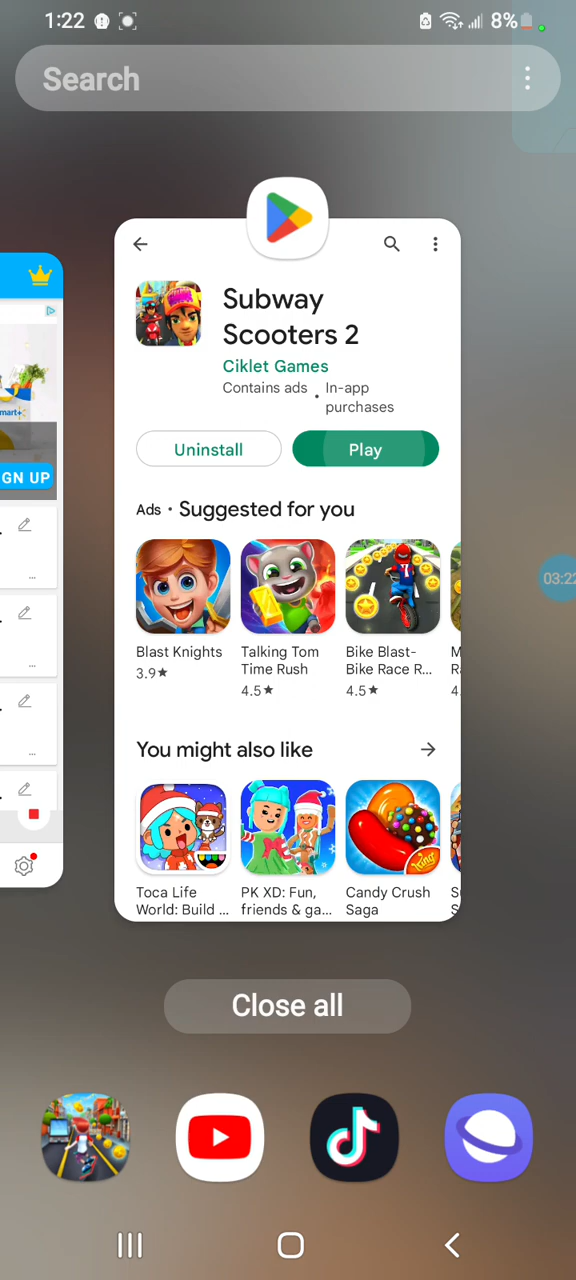 1:22
8%
Search
Subway
Scooters 2
Ciklet Games
Contains ads • In-app
purchases
Uninstall
Play
Ads • Suggested for you
mart+
GN UP
03:22
Blast Knights
3.9★
Talking Tom
Time Rush
4.5★
Bike Blast-
Bike Race R...
4.5★
M
R
4.
You might also like
Toca Life
World: Build ...
PK XD: Fun,
friends & ga...
King
Candy Crush
Saga
S
S
Close all